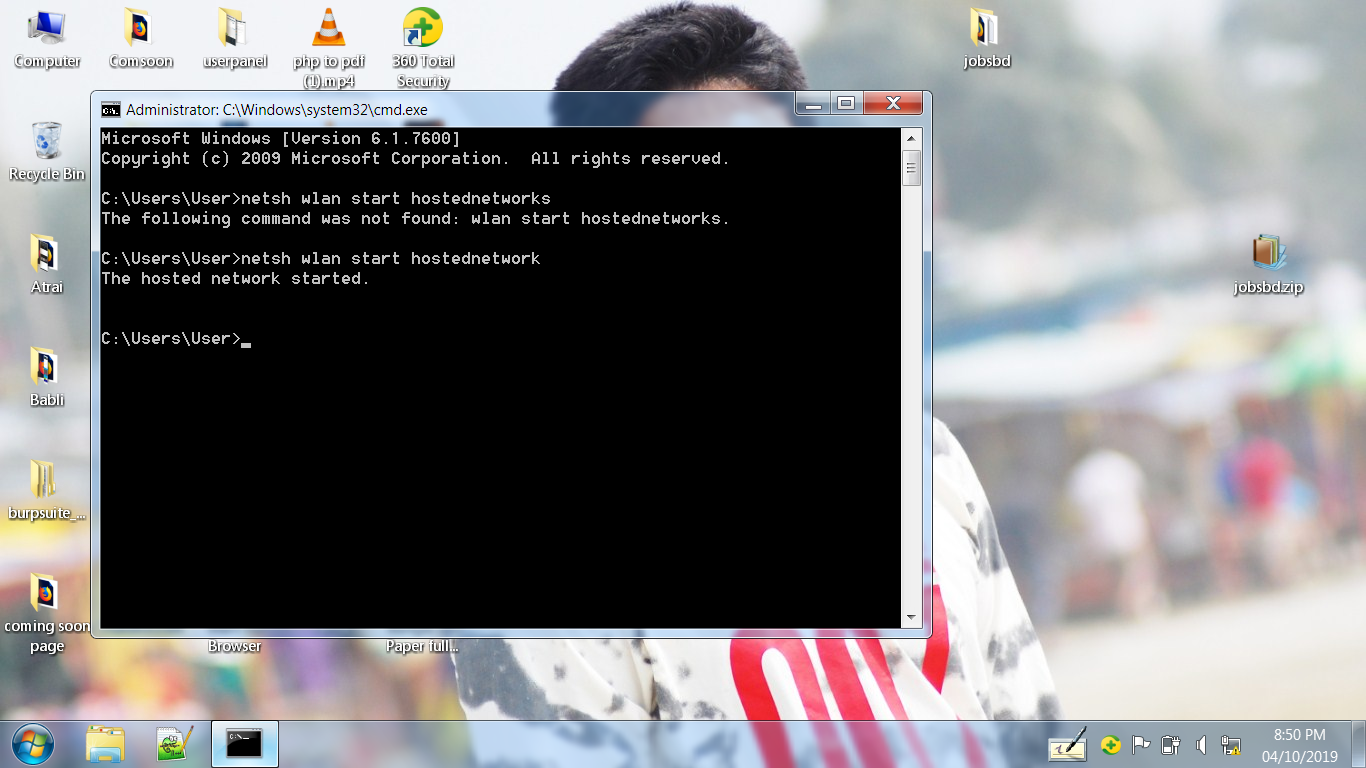 Computer
Comsoon
userpanel
php to pdf
(1).mp4
360 Total
Security
jobsbd
Administrator: C:\Windows\system32\cmd.exe
Microsoft Windows [Version 6.1.7600]
Copyright (c) 2009 Microsoft Corporation.  All rights reserved.
C:\Users\User>netsh wlan start hostednetworks
The following command was not found: wlan start hostednetworks.
C:\Users\User>netsh wlan start hostednetwork
The hosted network started.
C:\Users\User>
Recycle Bin
Atrai
Babli
burpsuite_...
coming soon
page
Browser
Paper full...
jobsbd.zip
8:50 PM
04/10/2019